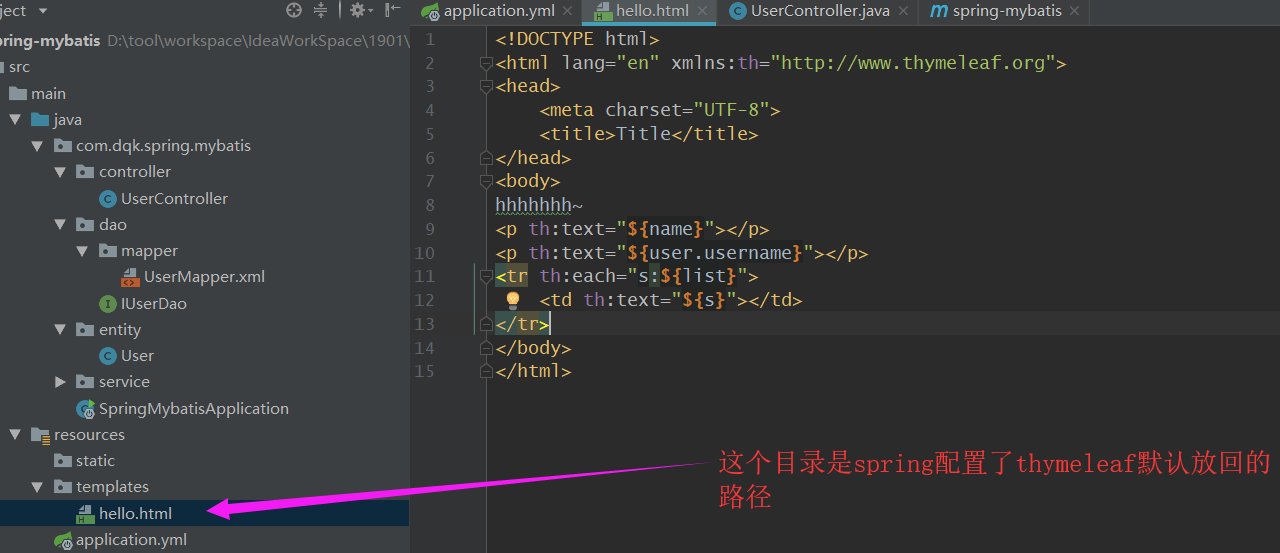 ject
application.yml
hello.html
UserController.java
m spring-mybatis
pring-mybatis D:\tool\workspace\IdeaWorkSpace\1901\
src
main
java
com.dqk.spring.mybatis
controller
C UserController
dao
mapper
UserMapper.xml
I IUserDao
entity
C User
service
SpringMybatisApplication
resources
static
templates
hello.html
application.yml
1 <!DOCTYPE html>
2 <html lang="en" xmlns:th="http://www.thymeleaf.org">
3 <head>
4 <meta charset="UTF-8">
5 <title>Title</title>
6 </head>
7 <body>
8 hhhhhhh~
9 <p th:text="${name}"></p>
10 <p th:text="${user.username}"></p>
11 <tr th:each="s:${list}">
12 <td th:text="${s}"></td>
13 </tr>
14 </body>
15 </html>
这个目录是spring配置了thymeleaf默认放回的
路径